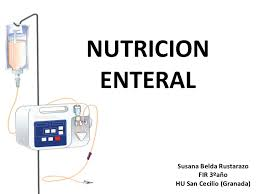 NUTRICION
ENTERAL
Susana Belda Rustarazo
FIR 3ºaño
HU San Cecilio (Granada)